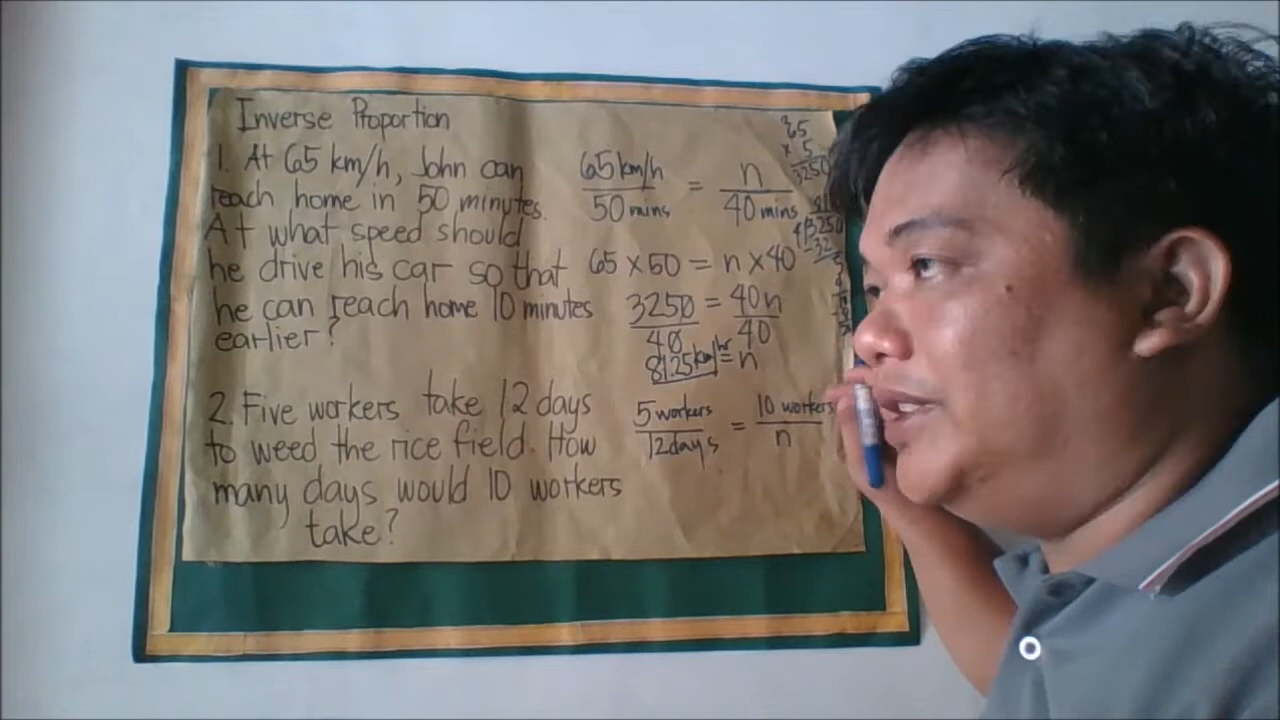 Inverse Proportion
1. At 65 km/h, John can
reach home in 50 minutes.
At what speed should
he drive his car so that
he can reach home 10 minutes
earlier?
65 km/h / 50 mins = n / 40 mins
65 × 50 = n × 40
3250 / 40 = 40n / 40
81.25 km/hr = n
65
× 5
3250
2. Five workers take 12 days
to weed the rice field. How
many days would 10 workers
take?
5 workers / 12 days = 10 workers / n